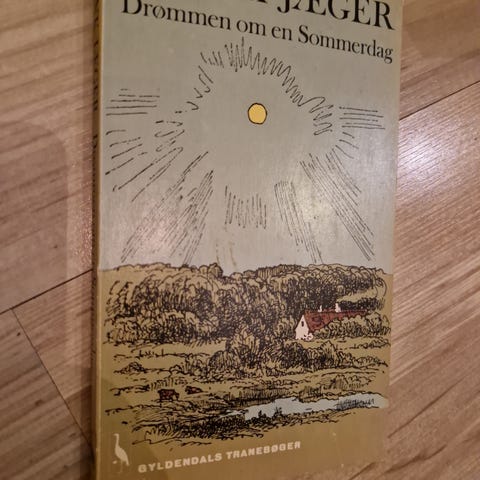 JÆGER
Drømmen om en Sommerdag
GYLDENDALS TRANEBØGER